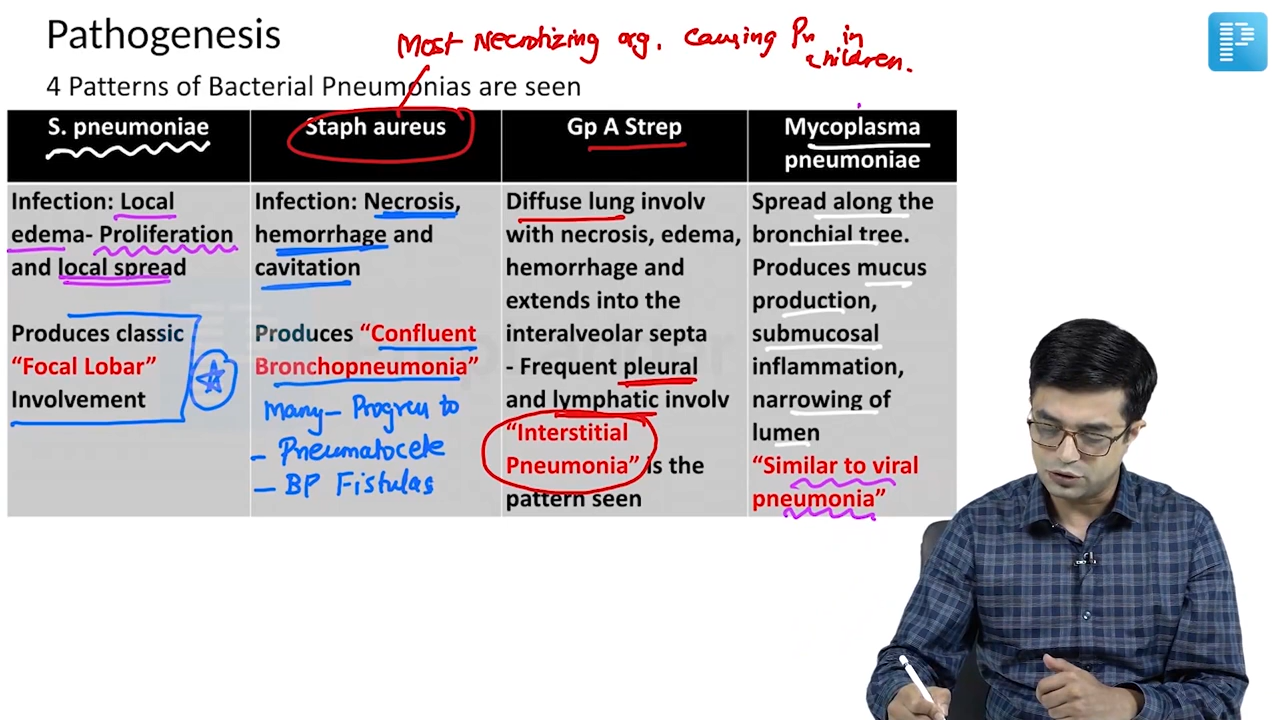 Pathogenesis
Most Necrotizing org. causing Pn in children.
4 Patterns of Bacterial Pneumonias are seen
S. pneumoniae
Infection: Local
edema- Proliferation
and local spread
Produces classic
“Focal Lobar”
Involvement
Staph aureus
Infection: Necrosis,
hemorrhage and
cavitation
Produces “Confluent
Bronchopneumonia”
Many – Progress to
– Pneumatocele
– BP Fistulas
Gp A Strep
Diffuse lung involv
with necrosis, edema,
hemorrhage and
extends into the
interalveolar septa
- Frequent pleural
and lymphatic involv
“Interstitial
Pneumonia” is the
pattern seen
Mycoplasma
pneumoniae
Spread along the
bronchial tree.
Produces mucus
production,
submucosal
inflammation,
narrowing of
lumen
“Similar to viral
pneumonia”